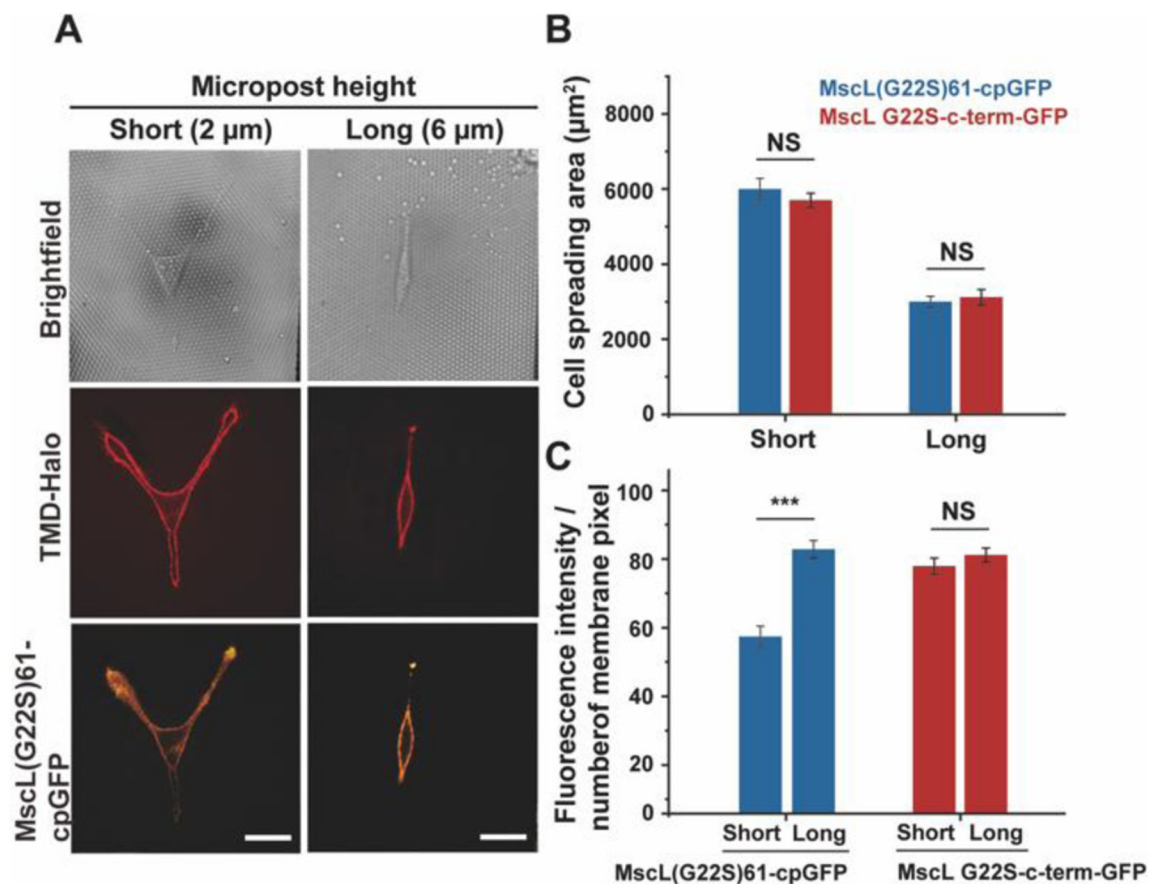 A
Micropost height
Short (2 µm)
Long (6 µm)
Brightfield
TMD-Halo
MscL(G22S)61-
cpGFP
B
Cell spreading area (µm²)
8000
6000
4000
2000
0
MscL(G22S)61-cpGFP
MscL G22S-c-term-GFP
NS
NS
Short
Long
C
Fluorescence intensity /
numberof membrane pixel
100
80
60
40
20
0
***
NS
Short Long
Short Long
MscL(G22S)61-cpGFP
MscL G22S-c-term-GFP